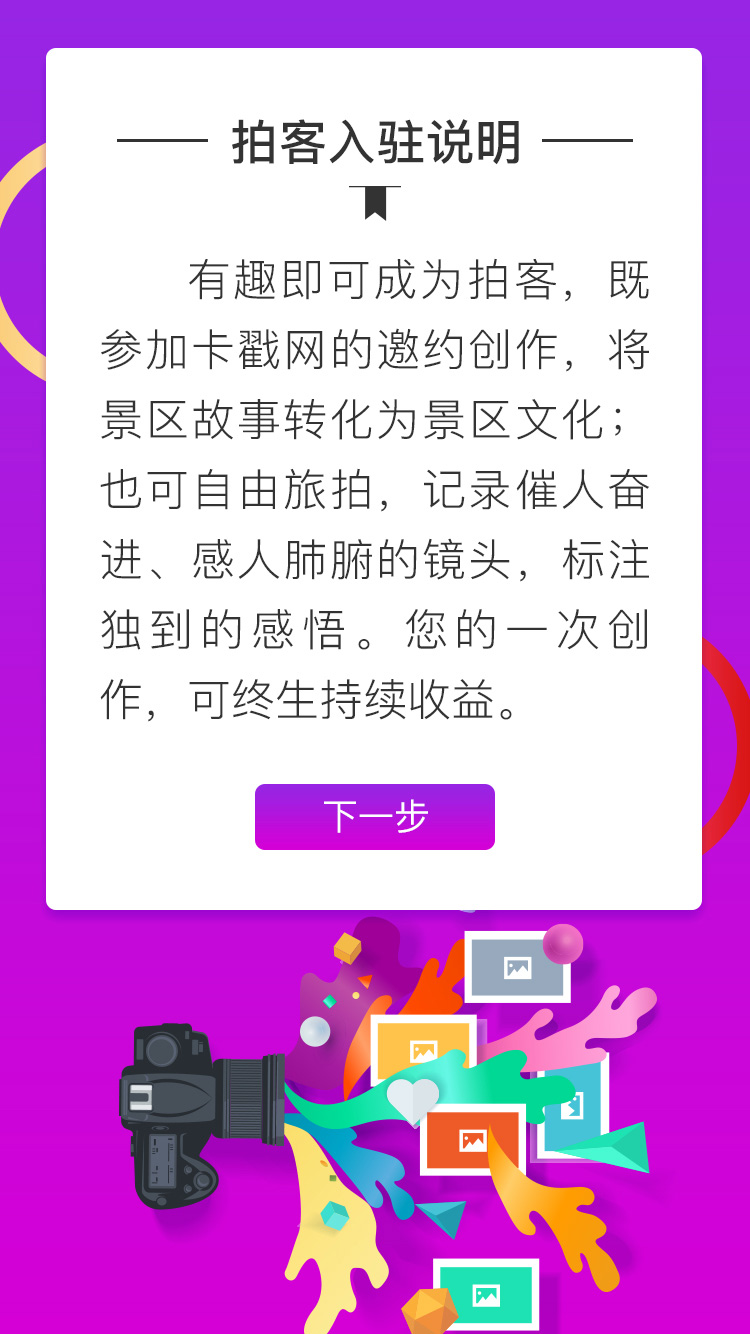 拍客入驻说明
有趣即可成为拍客，既
参加卡戳网的邀约创作，将
景区故事转化为景区文化；
也可自由旅拍，记录催人奋
进、感人肺腑的镜头，标注
独到的感悟。您的一次创
作，可终生持续收益。
下一步